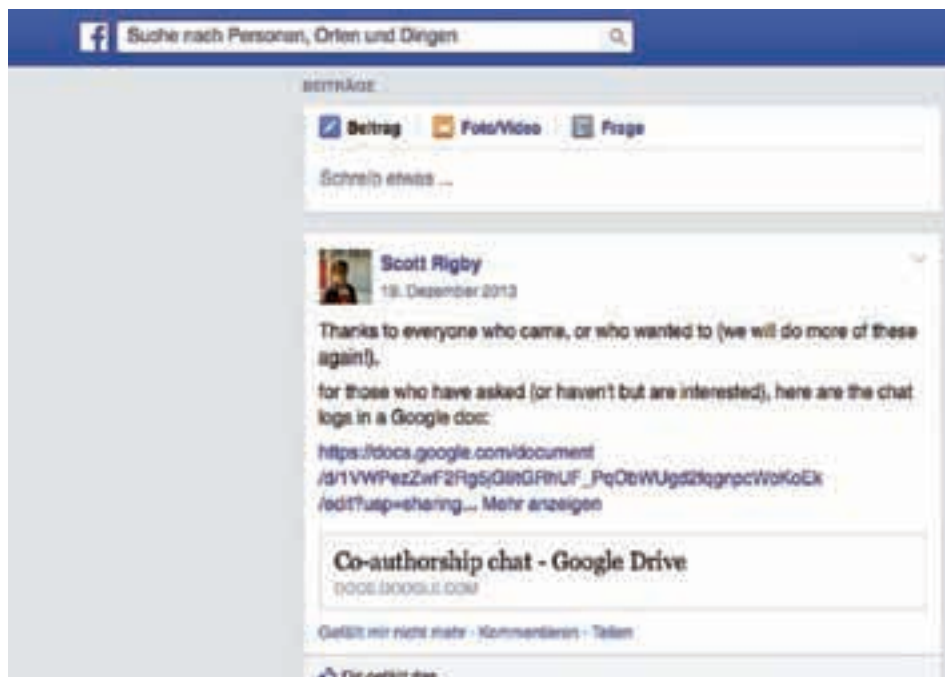 f Suche nach Personen, Orten und Dingen
BEITRÄGE
Beitrag Foto/Video Frage
Schreib etwas ...
Scott Rigby
19. Dezember 2013
Thanks to everyone who came, or who wanted to (we will do more of these
again!),
for those who have asked (or haven't but are interested), here are the chat
logs in a Google doc:
https://docs.google.com/document
/edit?usp=sharing... Mehr anzeigen
Co-authorship chat - Google Drive
DOCS.GOOGLE.COM
Gefällt mir nicht mehr · Kommentieren · Teilen
Dir gefällt das.